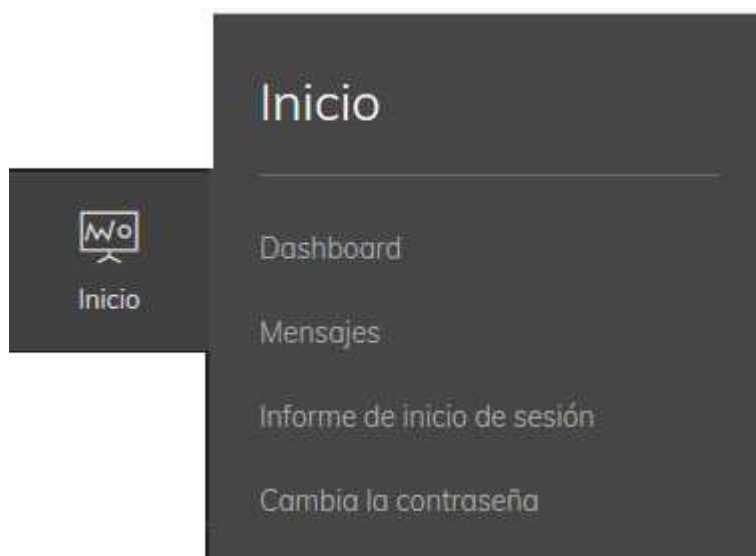 Inicio
Inicio
Dashboard
Mensajes
Informe de inicio de sesión
Cambia la contraseña